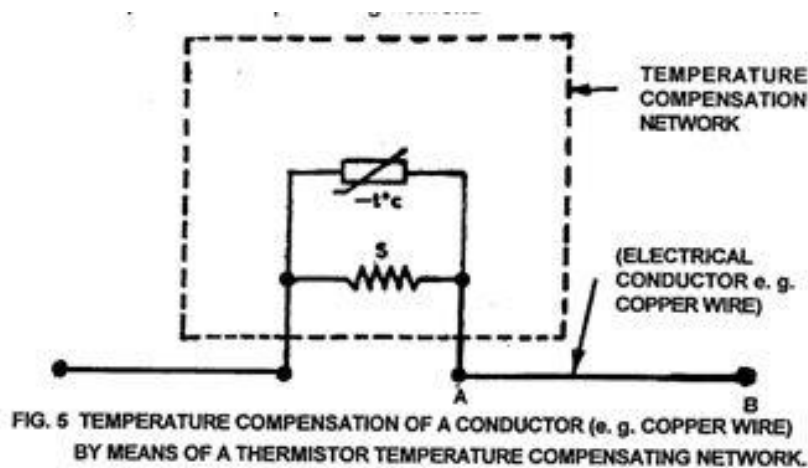 TEMPERATURE
COMPENSATION
NETWORK
–t°c
S
(ELECTRICAL
CONDUCTOR e. g.
COPPER WIRE)
A
B
FIG. 5 TEMPERATURE COMPENSATION OF A CONDUCTOR (e. g. COPPER WIRE)
BY MEANS OF A THERMISTOR TEMPERATURE COMPENSATING NETWORK.